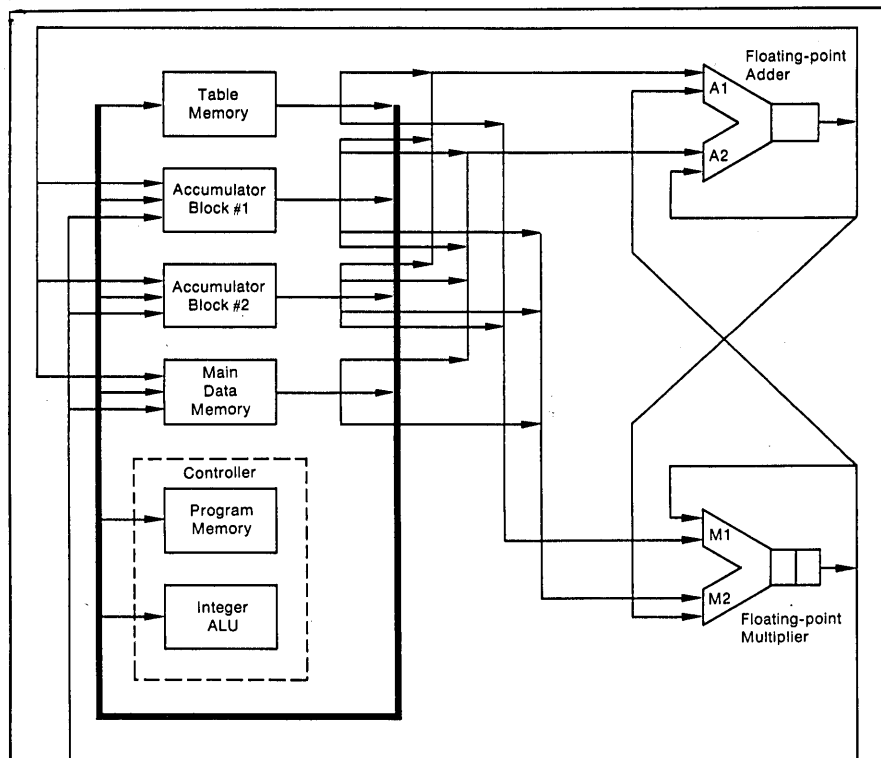 Floating-point
Adder
Table
Memory
A1
A2
Accumulator
Block #1
Accumulator
Block #2
Main
Data
Memory
Controller
Program
Memory
M1
Integer
ALU
M2
Floating-point
Multiplier